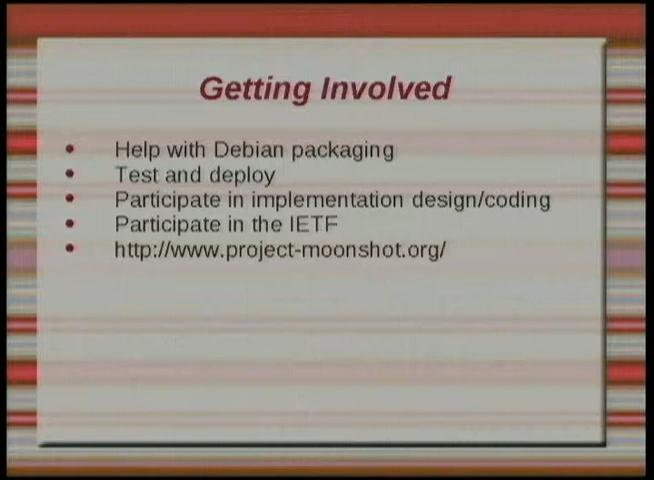 Getting Involved
• Help with Debian packaging
• Test and deploy
• Participate in implementation design/coding
• Participate in the IETF
• http://www.project-moonshot.org/